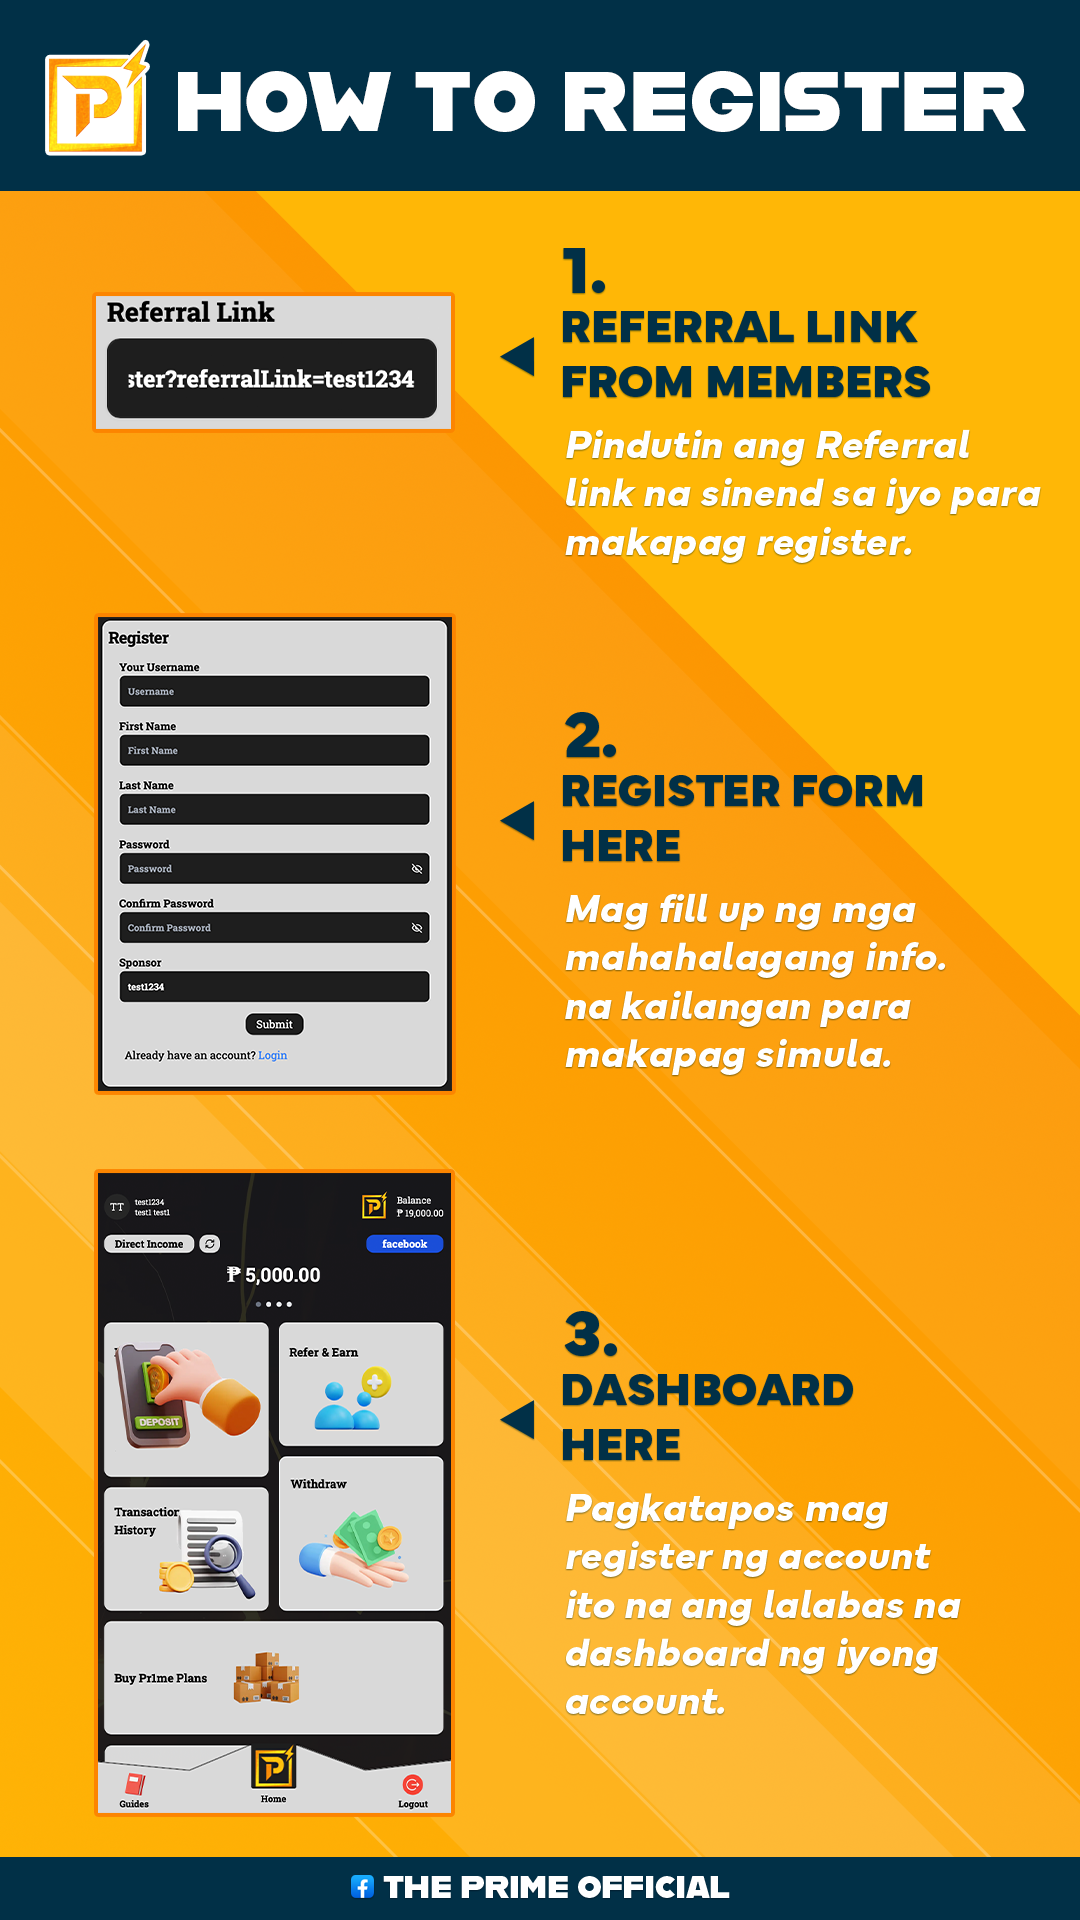 HOW TO REGISTER
Referral Link
ster?referralLink=test1234
1.
REFERRAL LINK
FROM MEMBERS
Pindutin ang Referral
link na sinend sa iyo para
makapag register.
Register
Your Username
Username
First Name
First Name
Last Name
Last Name
Password
Password
Confirm Password
Confirm Password
Sponsor
test1234
Submit
Already have an account? Login
2.
REGISTER FORM
HERE
Mag fill up ng mga
mahahalagang info.
na kailangan para
makapag simula.
TT
test1234
test1 test1
Balance
₱ 19,000.00
Direct Income
facebook
₱ 5,000.00
DEPOSIT
Refer & Earn
Transaction
History
Withdraw
Buy Pr1me Plans
Guides
Home
Logout
3.
DASHBOARD
HERE
Pagkatapos mag
register ng account
ito na ang lalabas na
dashboard ng iyong
account.
THE PRIME OFFICIAL